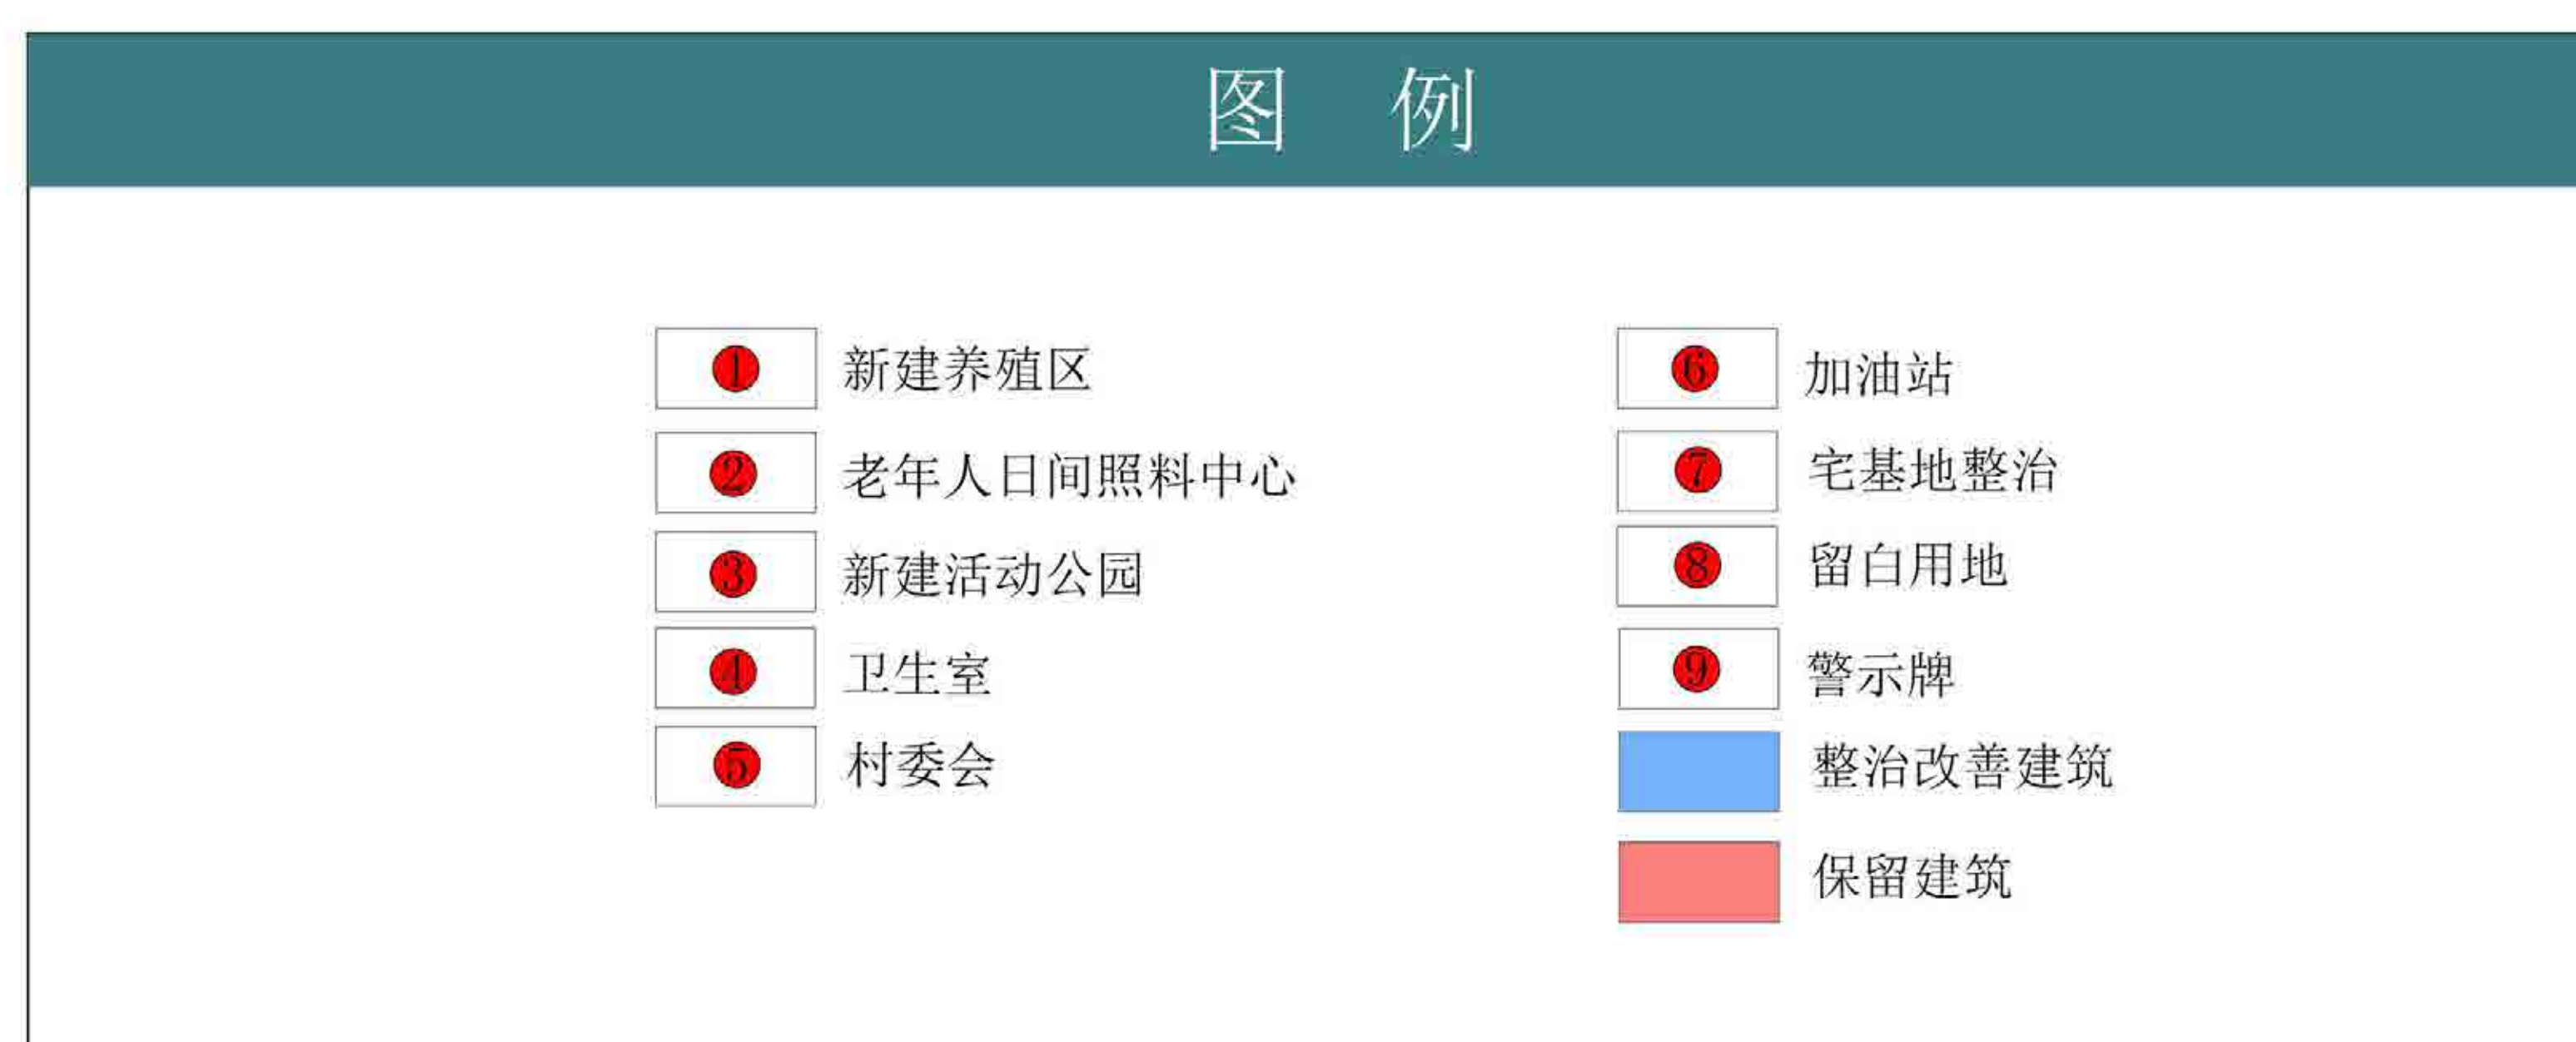 图 例
1 新建养殖区
2 老年人日间照料中心
3 新建活动公园
4 卫生室
5 村委会
6 加油站
7 宅基地整治
8 留白用地
9 警示牌
整治改善建筑
保留建筑